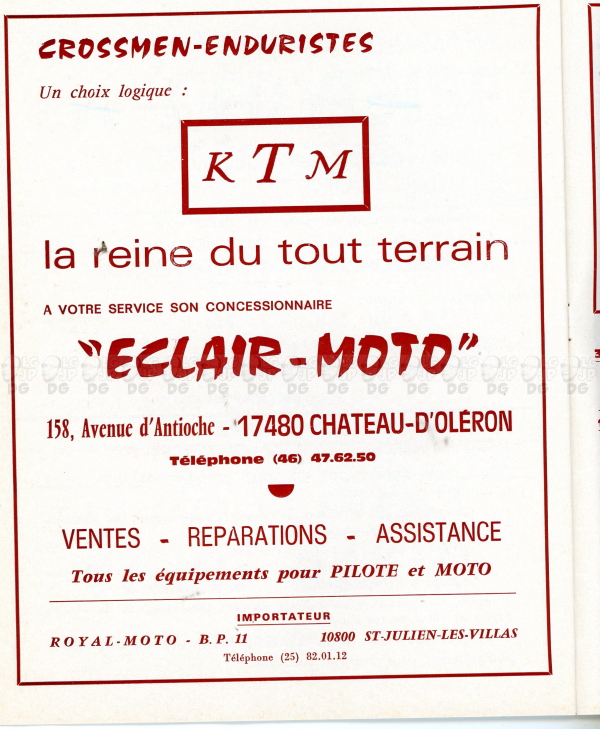 CROSSMEN-ENDURISTES
Un choix logique :
KTM
la reine du tout terrain
A VOTRE SERVICE SON CONCESSIONNAIRE
"ECLAIR-MOTO"
158, Avenue d'Antioche - 17480 CHATEAU-D'OLÉRON
Téléphone (46) 47.62.50
VENTES - REPARATIONS - ASSISTANCE
Tous les équipements pour PILOTE et MOTO
IMPORTATEUR
ROYAL-MOTO - B.P. 11 10800 ST-JULIEN-LES-VILLAS
Téléphone (25) 82.01.12